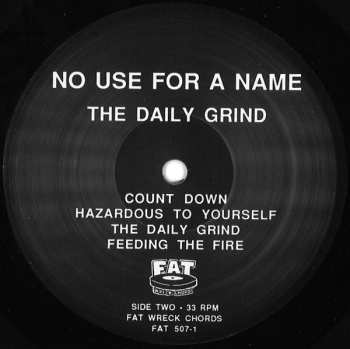 NO USE FOR A NAME
THE DAILY GRIND
COUNT DOWN
HAZARDOUS TO YOURSELF
THE DAILY GRIND
FEEDING THE FIRE
FAT
SIDE TWO • 33 RPM
FAT WRECK CHORDS
FAT 507-1